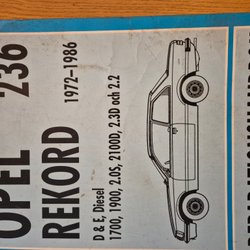 OPEL 236
REKORD 1972-1986
D & E, Diesel
1700, 1900, 2.0S, 2100D, 2.3D och 2.2